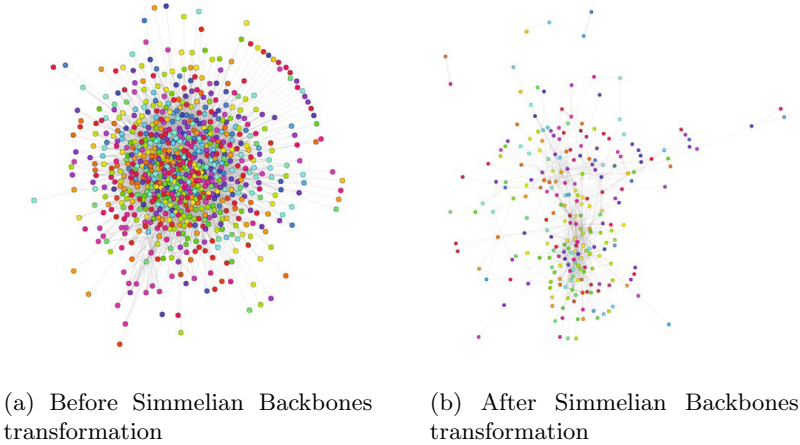 (a) Before Simmelian Backbones
transformation
(b) After Simmelian Backbones
transformation